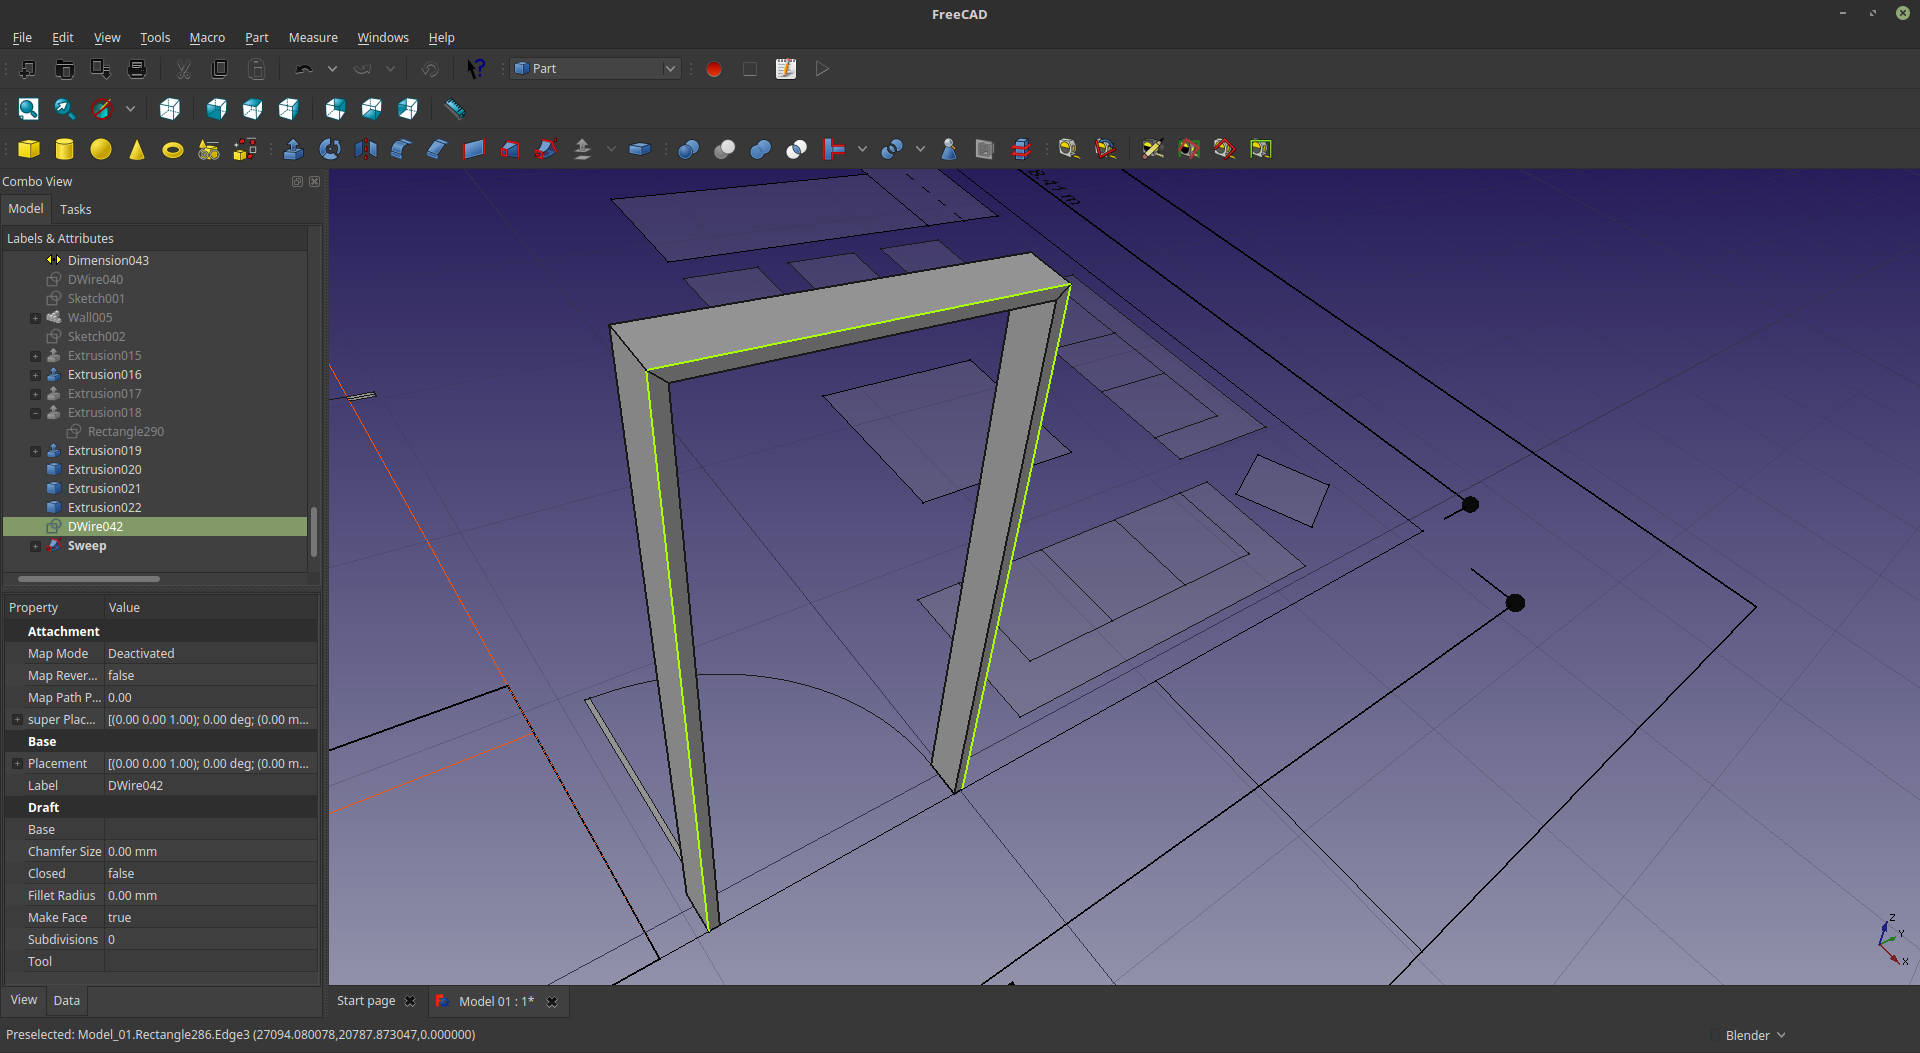 FreeCAD
File Edit View Tools Macro Part Measure Windows Help
Part
Combo View
Model Tasks
Labels & Attributes
Dimension043
DWire040
Sketch001
Wall005
Sketch002
Extrusion015
Extrusion016
Extrusion017
Extrusion018
Rectangle290
Extrusion019
Extrusion020
Extrusion021
Extrusion022
DWire042
Sweep
Property Value
Attachment
Map Mode Deactivated
Map Rever... false
Map Path P... 0.00
super Plac... [(0.00 0.00 1.00); 0.00 deg; (0.00 m...
Base
Placement [(0.00 0.00 1.00); 0.00 deg; (0.00 m...
Label DWire042
Draft
Base
Chamfer Size 0.00 mm
Closed false
Fillet Radius 0.00 mm
Make Face true
Subdivisions 0
Tool
View Data
8.41 m
Z
Y
X
Start page Model 01 : 1*
Preselected: Model_01.Rectangle286.Edge3 (27094.080078,20787.873047,0.000000)
Blender